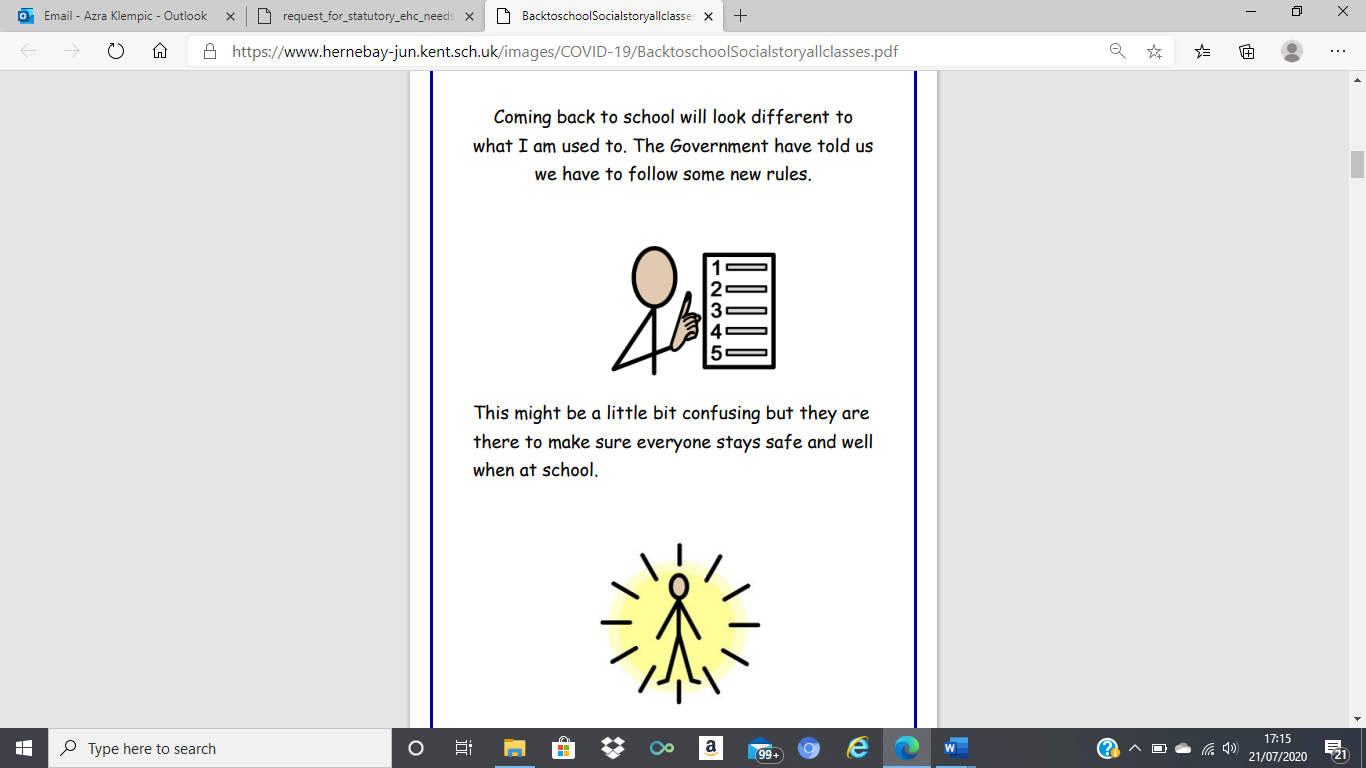 Email - Azra Klempic - Outlook
request_for_statutory_ehc_needs
BacktoschoolSocialstoryallclasses
https://www.hernebay-jun.kent.sch.uk/images/COVID-19/BacktoschoolSocialstoryallclasses.pdf
Coming back to school will look different to
what I am used to. The Government have told us
we have to follow some new rules.
1
2
3
4
5
This might be a little bit confusing but they are
there to make sure everyone stays safe and well
when at school.
Type here to search
99+
17:15
21/07/2020
21